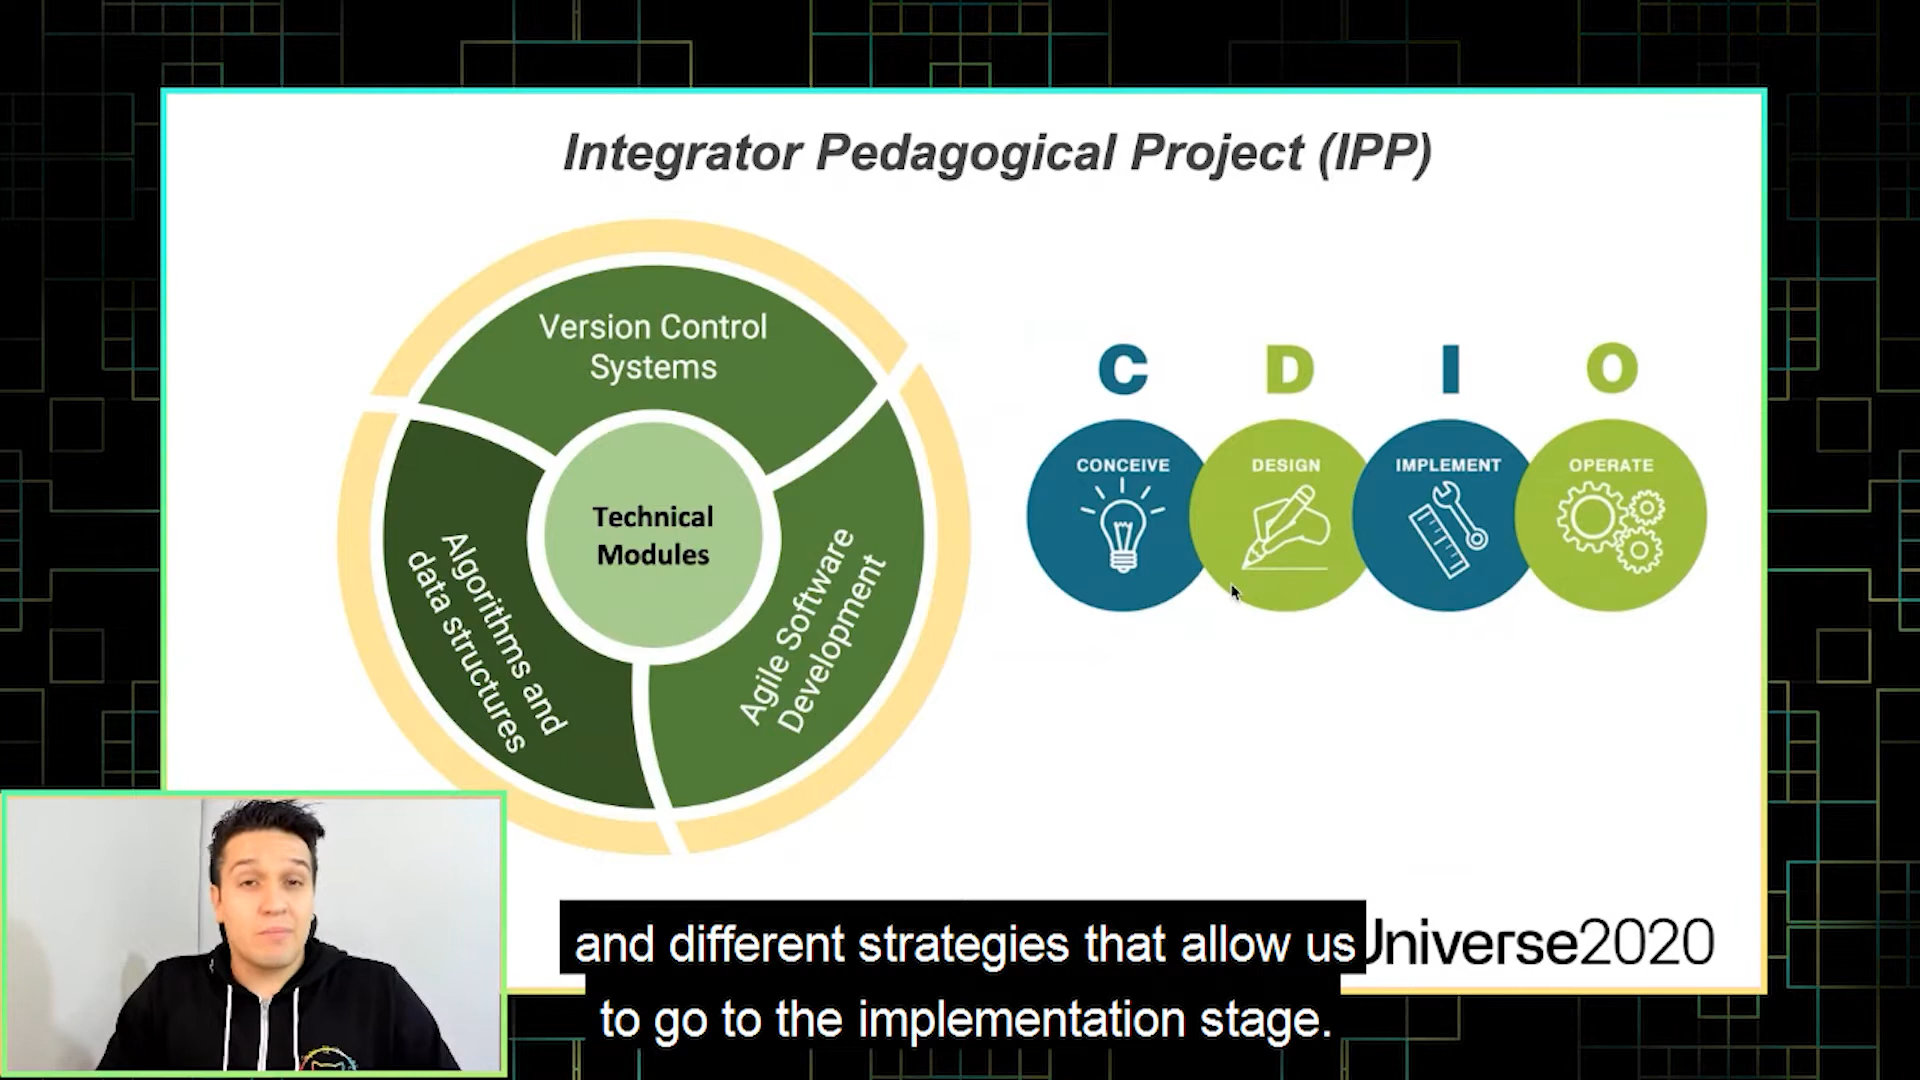 Integrator Pedagogical Project (IPP)
Version Control
Systems
Technical
Modules
Algorithms and
data structures
Agile Software
Development
C D I O
CONCEIVE
DESIGN
IMPLEMENT
OPERATE
Universe2020
and different strategies that allow us
to go to the implementation stage.